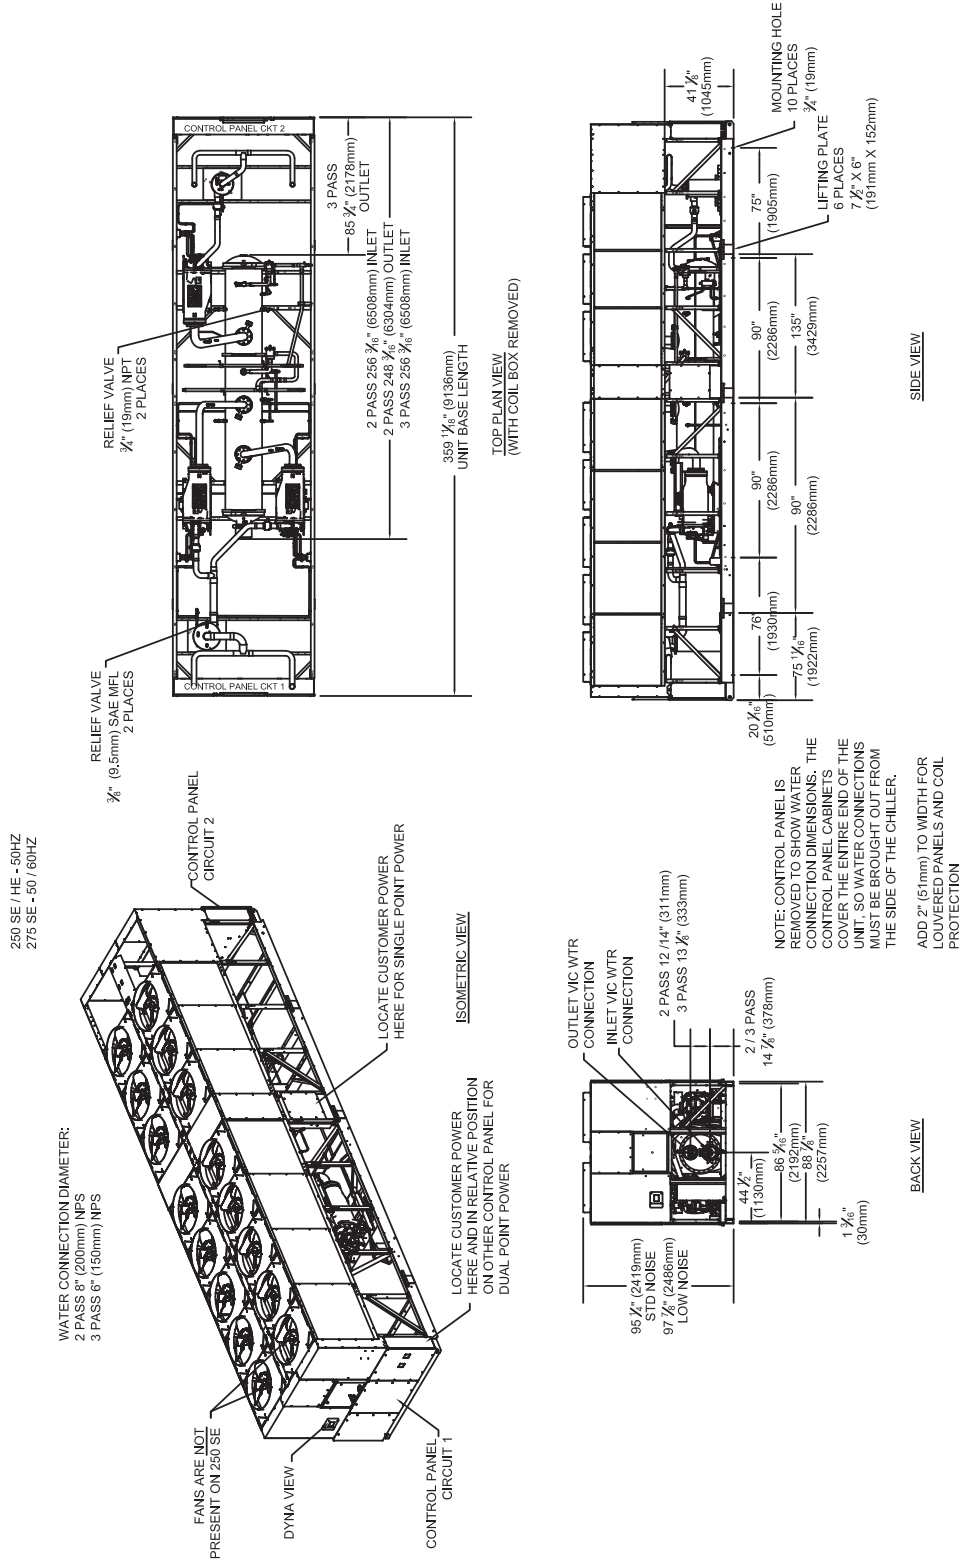 250 SE / HE - 50HZ
275 SE - 50 / 60HZ
WATER CONNECTION DIAMETER:
2 PASS 8" (200mm) NPS
3 PASS 6" (150mm) NPS
FANS ARE NOT
PRESENT ON 250 SE
DYNA VIEW
CONTROL PANEL
CIRCUIT 1
CONTROL PANEL
CIRCUIT 2
LOCATE CUSTOMER POWER
HERE FOR SINGLE POINT POWER
LOCATE CUSTOMER POWER
HERE AND IN RELATIVE POSITION
ON OTHER CONTROL PANEL FOR
DUAL POINT POWER
ISOMETRIC VIEW
RELIEF VALVE
3/8" (9.5mm) SAE MFL
2 PLACES
RELIEF VALVE
3/4" (19mm) NPT
2 PLACES
CONTROL PANEL CKT 1
CONTROL PANEL CKT 2
3 PASS
85 3/4" (2178mm)
OUTLET
2 PASS 256 3/16" (6508mm) INLET
2 PASS 248 3/16" (6304mm) OUTLET
3 PASS 256 3/16" (6508mm) INLET
359 11/16" (9136mm)
UNIT BASE LENGTH
TOP PLAN VIEW
(WITH COIL BOX REMOVED)
95 1/4" (2419mm)
STD NOISE
97 7/8" (2486mm)
LOW NOISE
OUTLET VIC WTR
CONNECTION
INLET VIC WTR
CONNECTION
2 PASS 12 /14" (311mm)
3 PASS 13 1/8" (333mm)
2 / 3 PASS
14 7/8" (378mm)
44 1/2"
(1130mm)
86 5/16"
(2192mm)
88 7/8"
(2257mm)
1 3/16"
(30mm)
BACK VIEW
NOTE: CONTROL PANEL IS
REMOVED TO SHOW WATER
CONNECTION DIMENSIONS. THE
CONTROL PANEL CABINETS
COVER THE ENTIRE END OF THE
UNIT, SO WATER CONNECTIONS
MUST BE BROUGHT OUT FROM
THE SIDE OF THE CHILLER.
ADD 2" (51mm) TO WIDTH FOR
LOUVERED PANELS AND COIL
PROTECTION
41 1/8"
(1045mm)
MOUNTING HOLE
10 PLACES
3/4" (19mm)
LIFTING PLATE
6 PLACES
7 1/2" X 6"
(191mm X 152mm)
20 1/16"
(510mm)
76"
(1930mm)
90"
(2286mm)
90"
(2286mm)
75"
(1905mm)
75 11/16"
(1922mm)
90"
(2286mm)
135"
(3429mm)
SIDE VIEW